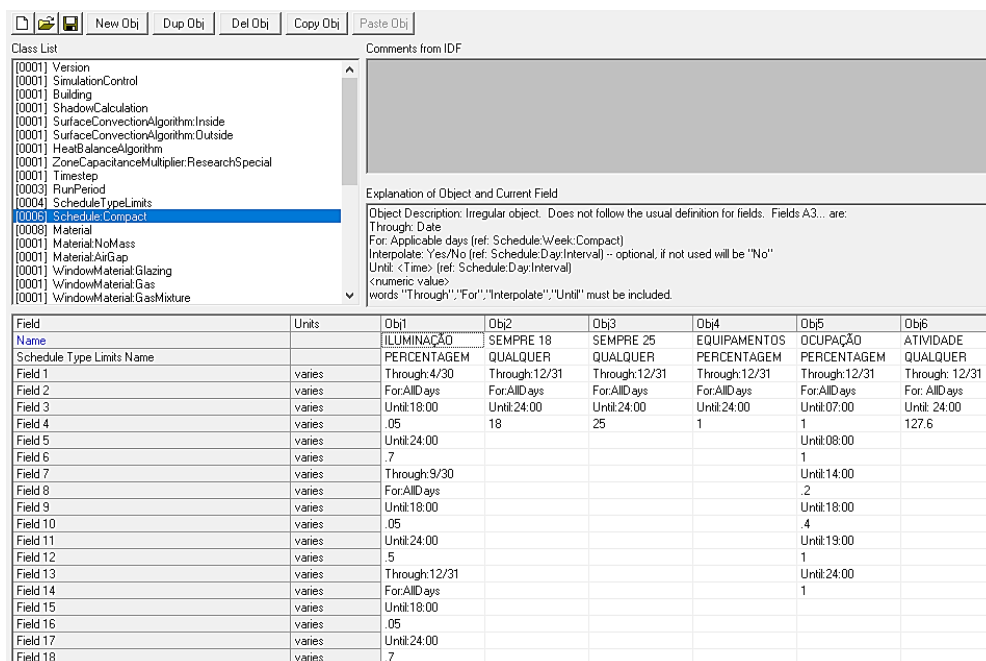 New Obj Dup Obj Del Obj Copy Obj Paste Obj
Class List
[0001] Version
[0001] SimulationControl
[0001] Building
[0001] ShadowCalculation
[0001] SurfaceConvectionAlgorithm:Inside
[0001] SurfaceConvectionAlgorithm:Outside
[0001] HeatBalanceAlgorithm
[0001] ZoneCapacitanceMultiplier:ResearchSpecial
[0001] Timestep
[0003] RunPeriod
[0004] ScheduleTypeLimits
[0006] Schedule:Compact
[0008] Material
[0001] Material:NoMass
[0001] Material:AirGap
[0001] WindowMaterial:Glazing
[0001] WindowMaterial:Gas
[0001] WindowMaterial:GasMixture
Comments from IDF
Explanation of Object and Current Field
Object Description: Irregular object. Does not follow the usual definition for fields. Fields A3... are:
Through: Date
For: Applicable days (ref: Schedule:Week:Compact)
Interpolate: Yes/No (ref: Schedule:Day:Interval) -- optional, if not used will be "No"
Until: <Time> (ref: Schedule:Day:Interval)
<numeric value>
words "Through","For","Interpolate","Until" must be included.
Field Units Obj1 Obj2 Obj3 Obj4 Obj5 Obj6
Name ILUMINAÇÃO SEMPRE 18 SEMPRE 25 EQUIPAMENTOS OCUPAÇÃO ATIVIDADE
Schedule Type Limits Name PERCENTAGEM QUALQUER QUALQUER PERCENTAGEM PERCENTAGEM QUALQUER
Field 1 varies Through:4/30 Through:12/31 Through:12/31 Through:12/31 Through:12/31 Through: 12/31
Field 2 varies For:AllDays For:AllDays For:AllDays For:AllDays For:AllDays For: AllDays
Field 3 varies Until:18:00 Until:24:00 Until:24:00 Until:24:00 Until:07:00 Until: 24:00
Field 4 varies .05 18 25 1 1 127.6
Field 5 varies Until:24:00 Until:08:00
Field 6 varies .7 1
Field 7 varies Through:9/30 Until:14:00
Field 8 varies For:AllDays .2
Field 9 varies Until:18:00 Until:18:00
Field 10 varies .05 .4
Field 11 varies Until:24:00 Until:19:00
Field 12 varies .5 1
Field 13 varies Through:12/31 Until:24:00
Field 14 varies For:AllDays 1
Field 15 varies Until:18:00
Field 16 varies .05
Field 17 varies Until:24:00
Field 18 varies .7